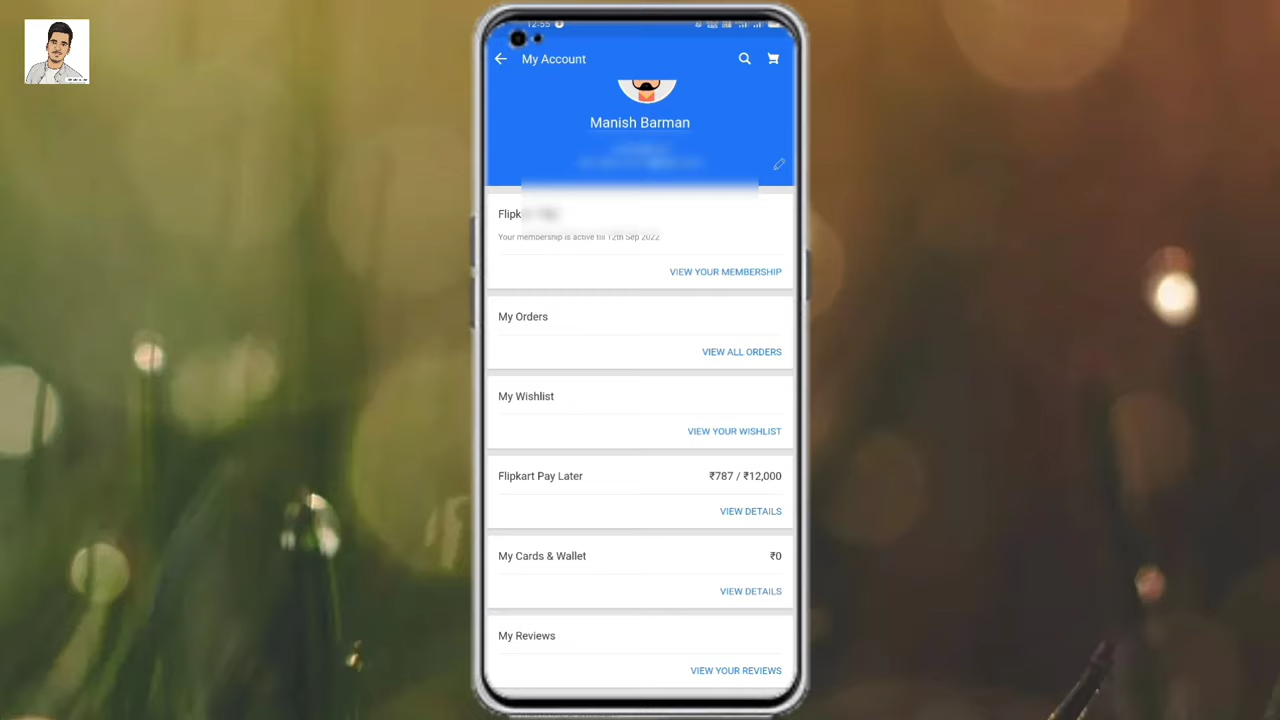 12:55
My Account
Manish Barman
Flipk
Your membership is active till 12th Sep 2022
VIEW YOUR MEMBERSHIP
My Orders
VIEW ALL ORDERS
My Wishlist
VIEW YOUR WISHLIST
Flipkart Pay Later ₹787 / ₹12,000
VIEW DETAILS
My Cards & Wallet ₹0
VIEW DETAILS
My Reviews
VIEW YOUR REVIEWS